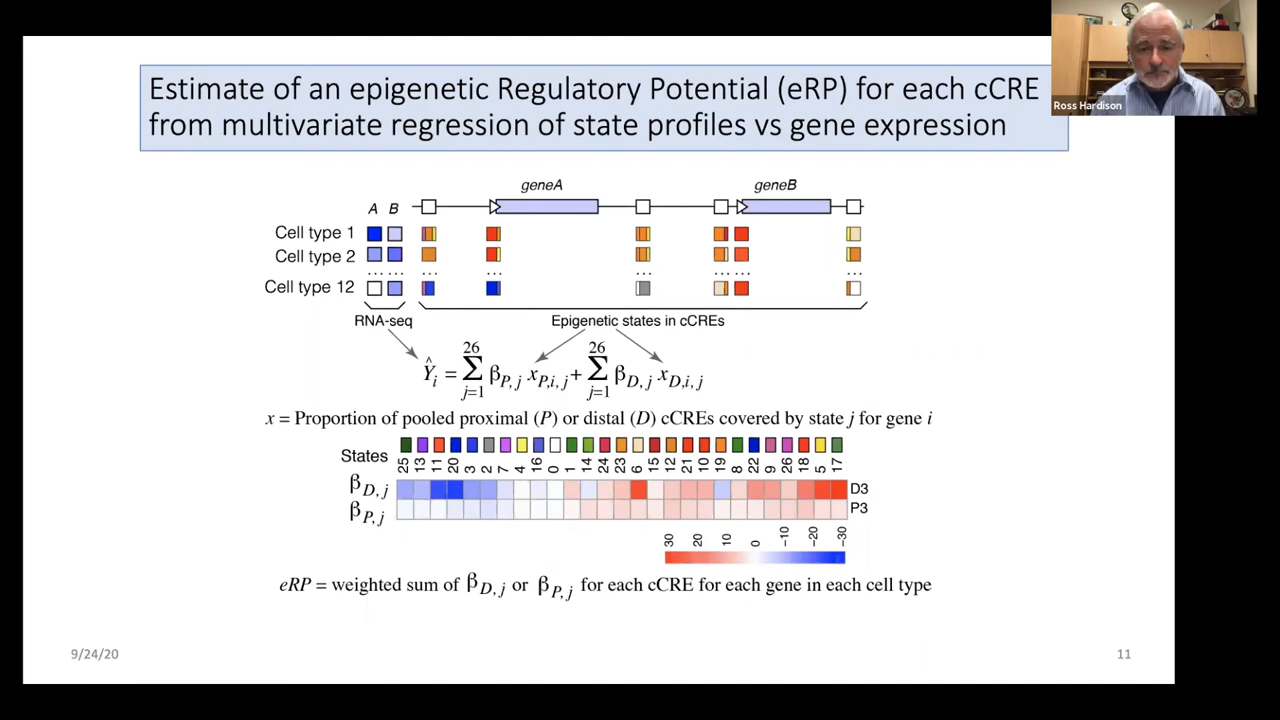 Ross Hardison
Estimate of an epigenetic Regulatory Potential (eRP) for each cCRE
from multivariate regression of state profiles vs gene expression
geneA geneB
A B
Cell type 1
Cell type 2
... ... ... ... ... ...
Cell type 12
RNA-seq Epigenetic states in cCREs
Ŷi = 26 Σ j=1 βP, j xP,i, j + 26 Σ j=1 βD, j xD,i, j
x = Proportion of pooled proximal (P) or distal (D) cCREs covered by state j for gene i
States 25 13 11 20 3 2 7 4 16 0 1 14 24 23 6 15 12 21 10 19 8 22 9 26 18 5 17
βD, j D3
βP, j P3
30 20 10 0 −10 −20 −30
eRP = weighted sum of βD, j or βP, j for each cCRE for each gene in each cell type
9/24/20 11